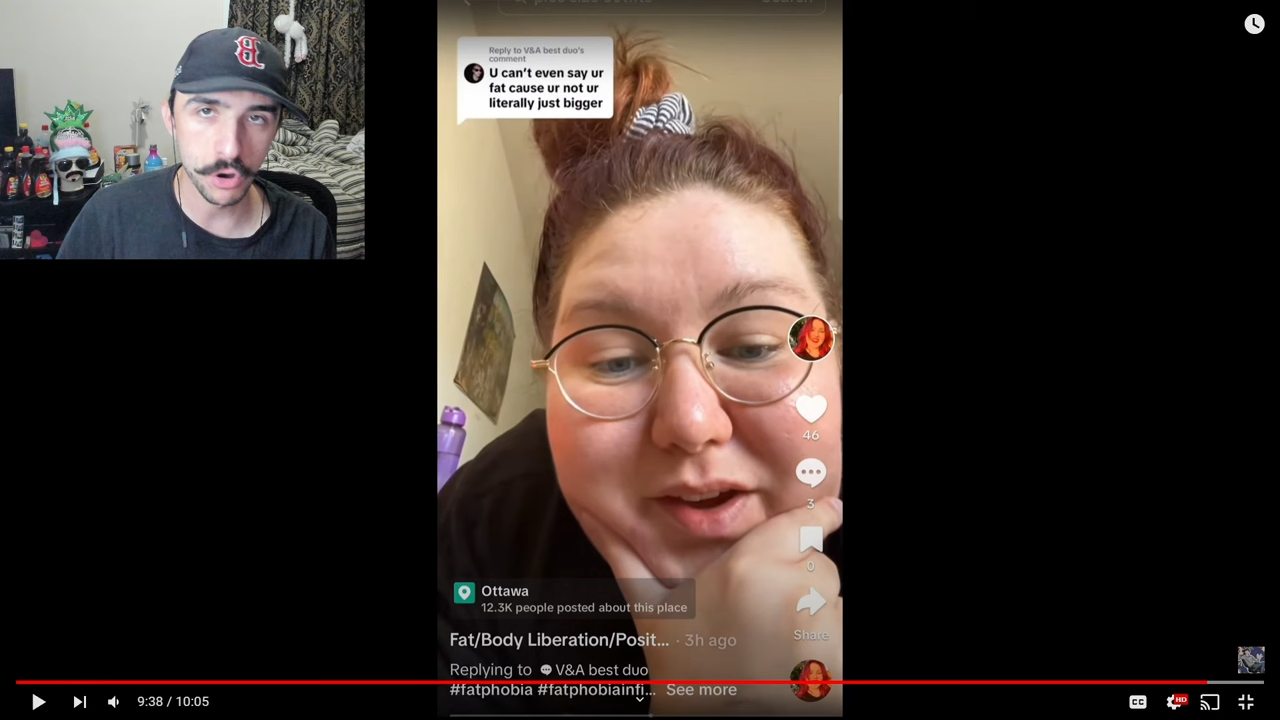 Reply to V&A best duo's
comment
U can't even say ur
fat cause ur not ur
literally just bigger
46
3
0
Share
Ottawa
12.3K people posted about this place
Fat/Body Liberation/Posit... · 3h ago
Replying to 💬 V&A best duo
#fatphobia #fatphobiainfi... See more
9:38 / 10:05
CC
HD
B